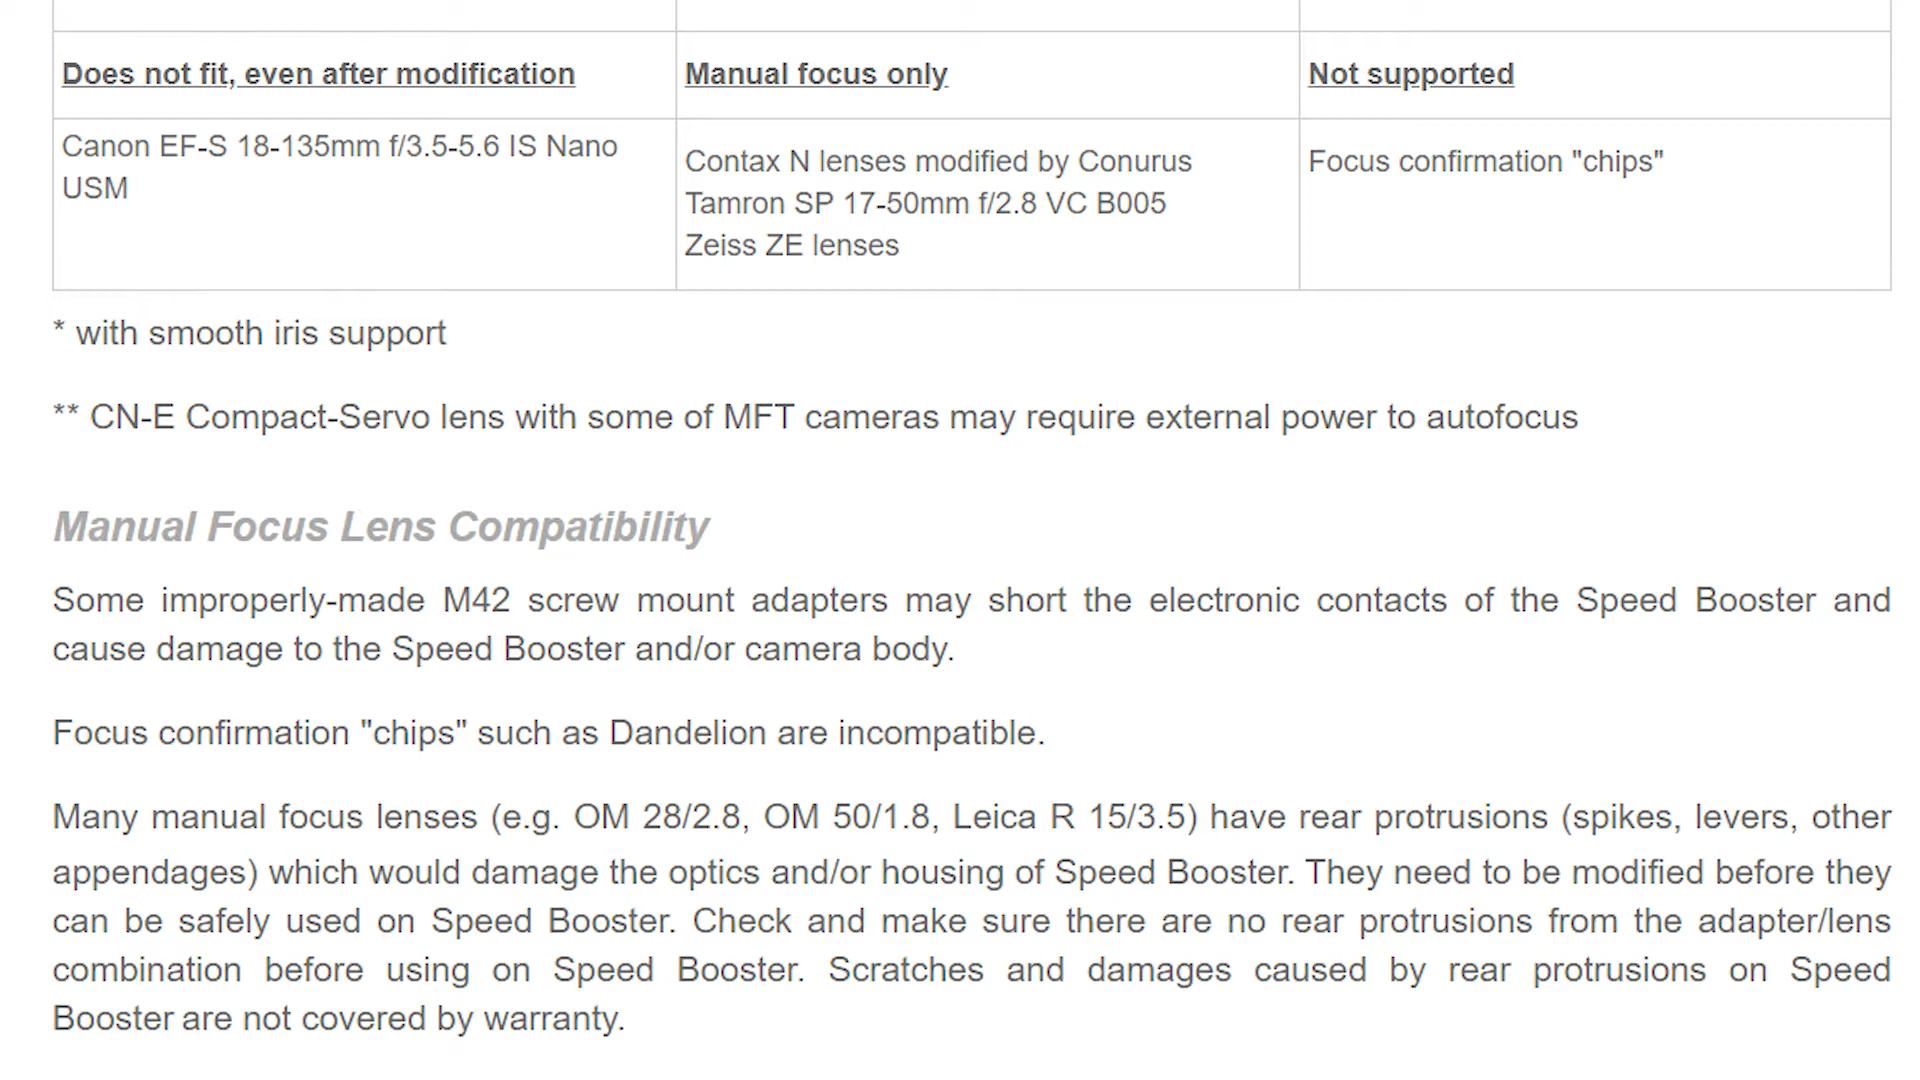 Does not fit, even after modification
Manual focus only
Not supported
Canon EF-S 18-135mm f/3.5-5.6 IS Nano
USM
Contax N lenses modified by Conurus
Tamron SP 17-50mm f/2.8 VC B005
Zeiss ZE lenses
Focus confirmation "chips"
* with smooth iris support
** CN-E Compact-Servo lens with some of MFT cameras may require external power to autofocus
Manual Focus Lens Compatibility
Some improperly-made M42 screw mount adapters may short the electronic contacts of the Speed Booster and
cause damage to the Speed Booster and/or camera body.
Focus confirmation "chips" such as Dandelion are incompatible.
Many manual focus lenses (e.g. OM 28/2.8, OM 50/1.8, Leica R 15/3.5) have rear protrusions (spikes, levers, other
appendages) which would damage the optics and/or housing of Speed Booster. They need to be modified before they
can be safely used on Speed Booster. Check and make sure there are no rear protrusions from the adapter/lens
combination before using on Speed Booster. Scratches and damages caused by rear protrusions on Speed
Booster are not covered by warranty.